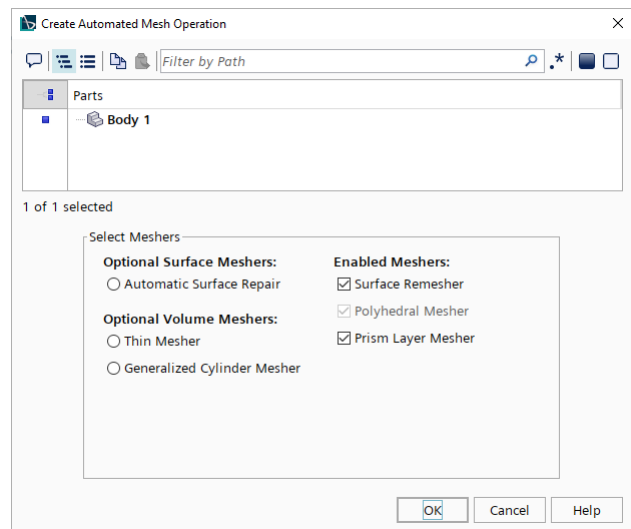 Create Automated Mesh Operation
Filter by Path
.*
Parts
Body 1
1 of 1 selected
Select Meshers
Optional Surface Meshers:
Automatic Surface Repair
Optional Volume Meshers:
Thin Mesher
Generalized Cylinder Mesher
Enabled Meshers:
Surface Remesher
Polyhedral Mesher
Prism Layer Mesher
OK
Cancel
Help